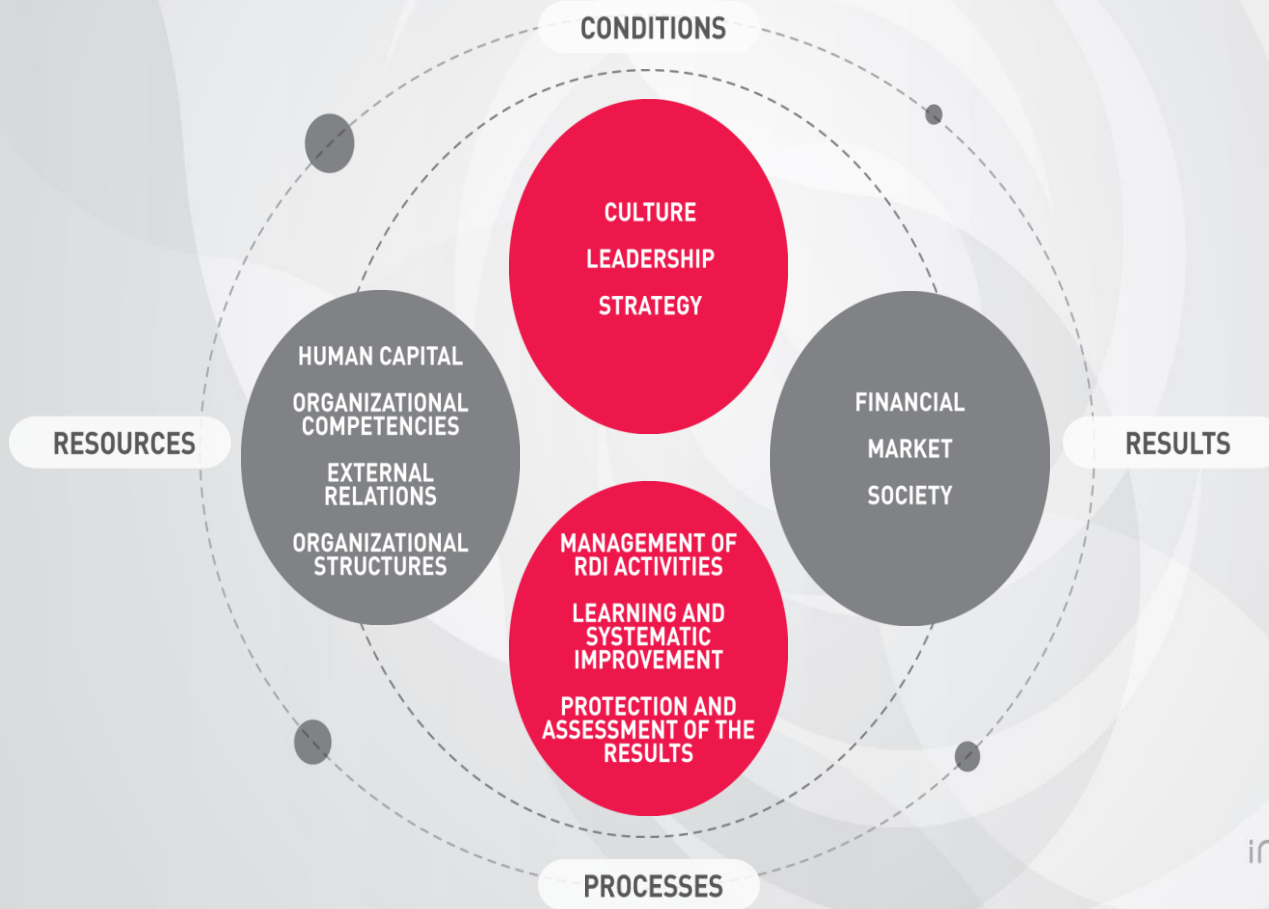 CONDITIONS
CULTURE
LEADERSHIP
STRATEGY
HUMAN CAPITAL
ORGANIZATIONAL
COMPETENCIES
EXTERNAL
RELATIONS
ORGANIZATIONAL
STRUCTURES
RESOURCES
FINANCIAL
MARKET
SOCIETY
RESULTS
MANAGEMENT OF
RDI ACTIVITIES
LEARNING AND
SYSTEMATIC
IMPROVEMENT
PROTECTION AND
ASSESSMENT OF THE
RESULTS
PROCESSES